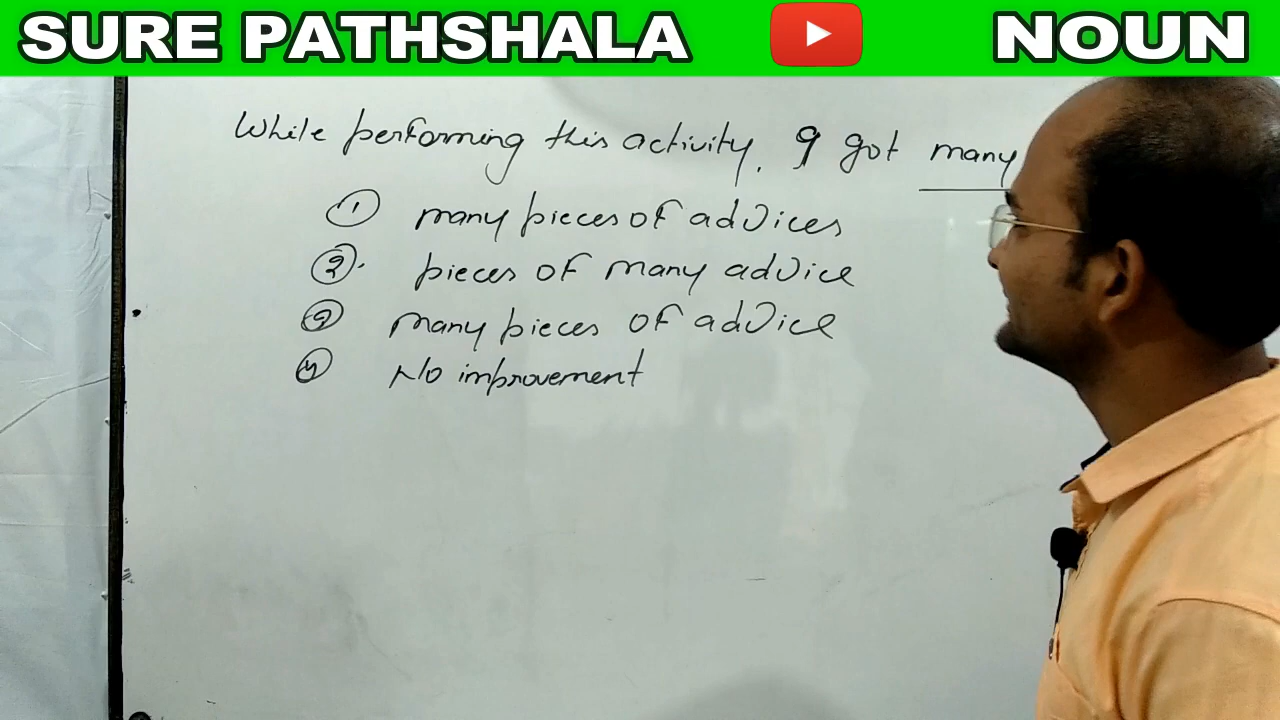 SURE PATHSHALA NOUN
While performing this activity. I got many
① many pieces of advices
②. pieces of many advice
③ many pieces of advice
④ No improvement